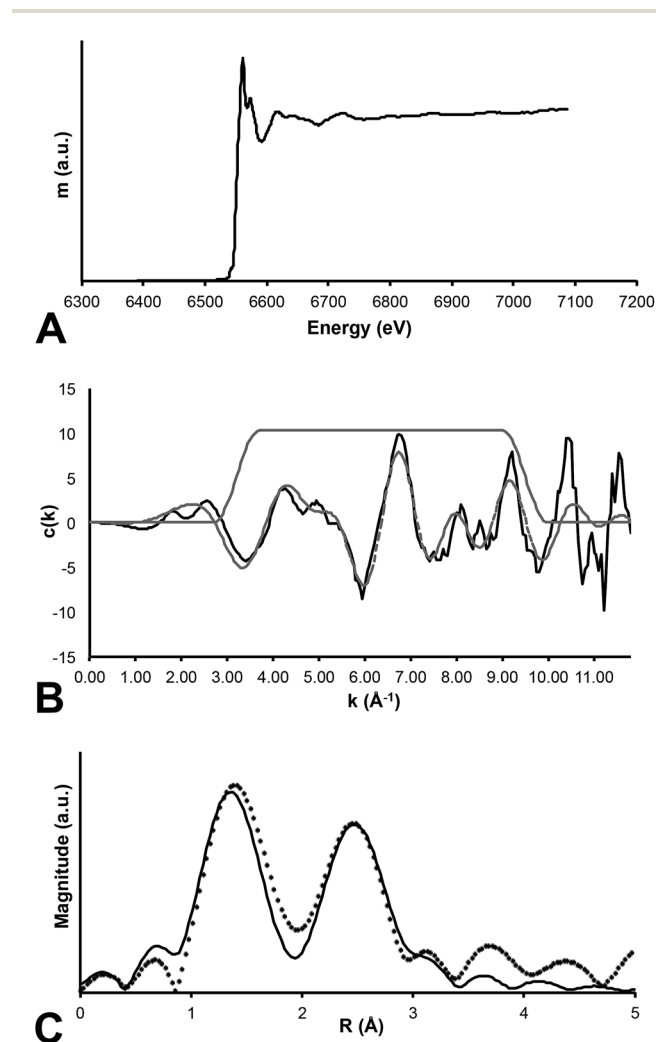 m (a.u.)
6300 6400 6500 6600 6700 6800 6900 7000 7100 7200
Energy (eV)
A
15
10
5
0
-5
-10
-15
c(k)
0.00 1.00 2.00 3.00 4.00 5.00 6.00 7.00 8.00 9.00 10.00 11.00
k (Å-1)
B
Magnitude (a.u.)
0 1 2 3 4 5
R (Å)
C